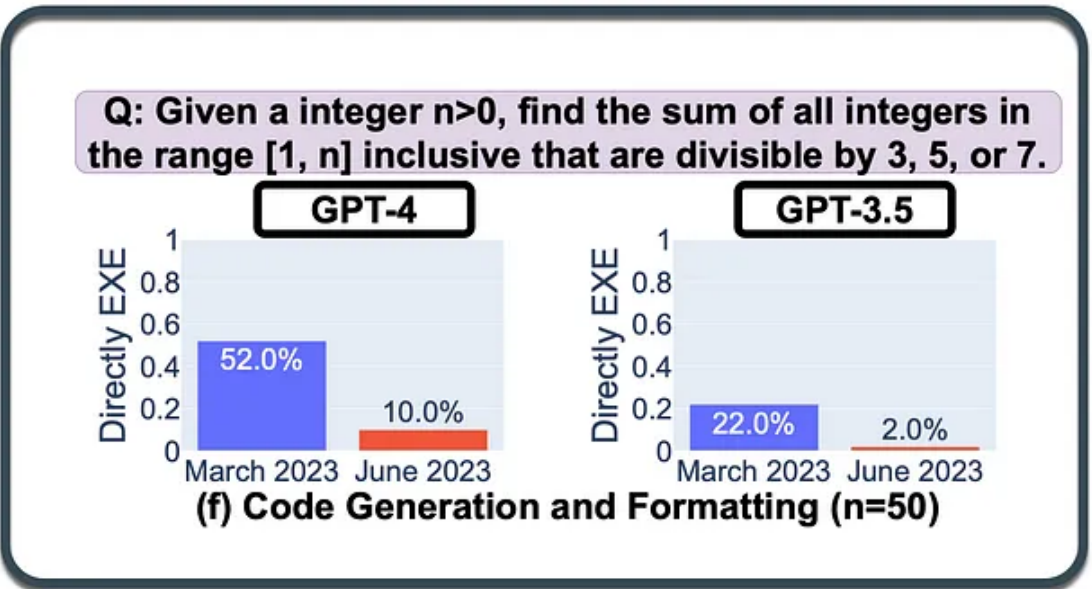 Q: Given a integer n>0, find the sum of all integers in
the range [1, n] inclusive that are divisible by 3, 5, or 7.
GPT-4
Directly EXE
1
0.8
0.6
0.4
0.2
0
52.0%
10.0%
March 2023 June 2023
GPT-3.5
Directly EXE
1
0.8
0.6
0.4
0.2
0
22.0%
2.0%
March 2023 June 2023
(f) Code Generation and Formatting (n=50)